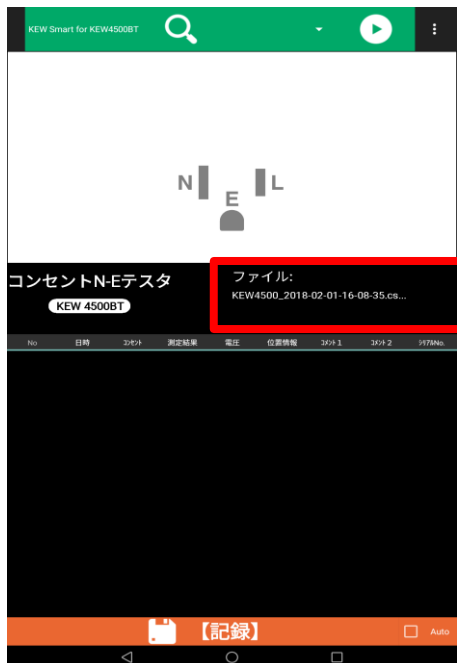 KEW Smart for KEW4500BT
N E L
コンセントN-Eテスタ
KEW 4500BT
ファイル:
KEW4500_2018-02-01-16-08-35.cs...
No 日時 ｺﾝｾﾝﾄ 測定結果 電圧 位置情報 ｺﾒﾝﾄ1 ｺﾒﾝﾄ2 ｼﾘｱﾙNo.
【記録】 Auto